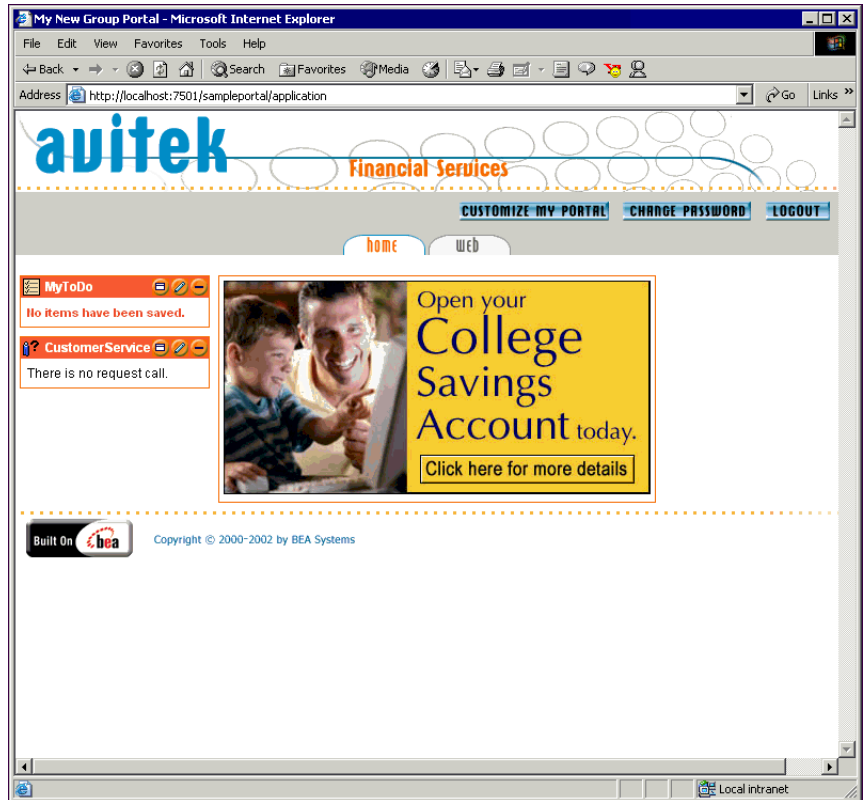 My New Group Portal - Microsoft Internet Explorer
File Edit View Favorites Tools Help
Back Search Favorites Media
Address http://localhost:7501/sampleportal/application Go Links »
avitek
Financial Services
CUSTOMIZE MY PORTAL CHANGE PASSWORD LOGOUT
home web
MyToDo
No items have been saved.
? CustomerService
There is no request call.
Open your
College
Savings
Account today.
Click here for more details
Built On bea
Copyright © 2000-2002 by BEA Systems
Local intranet